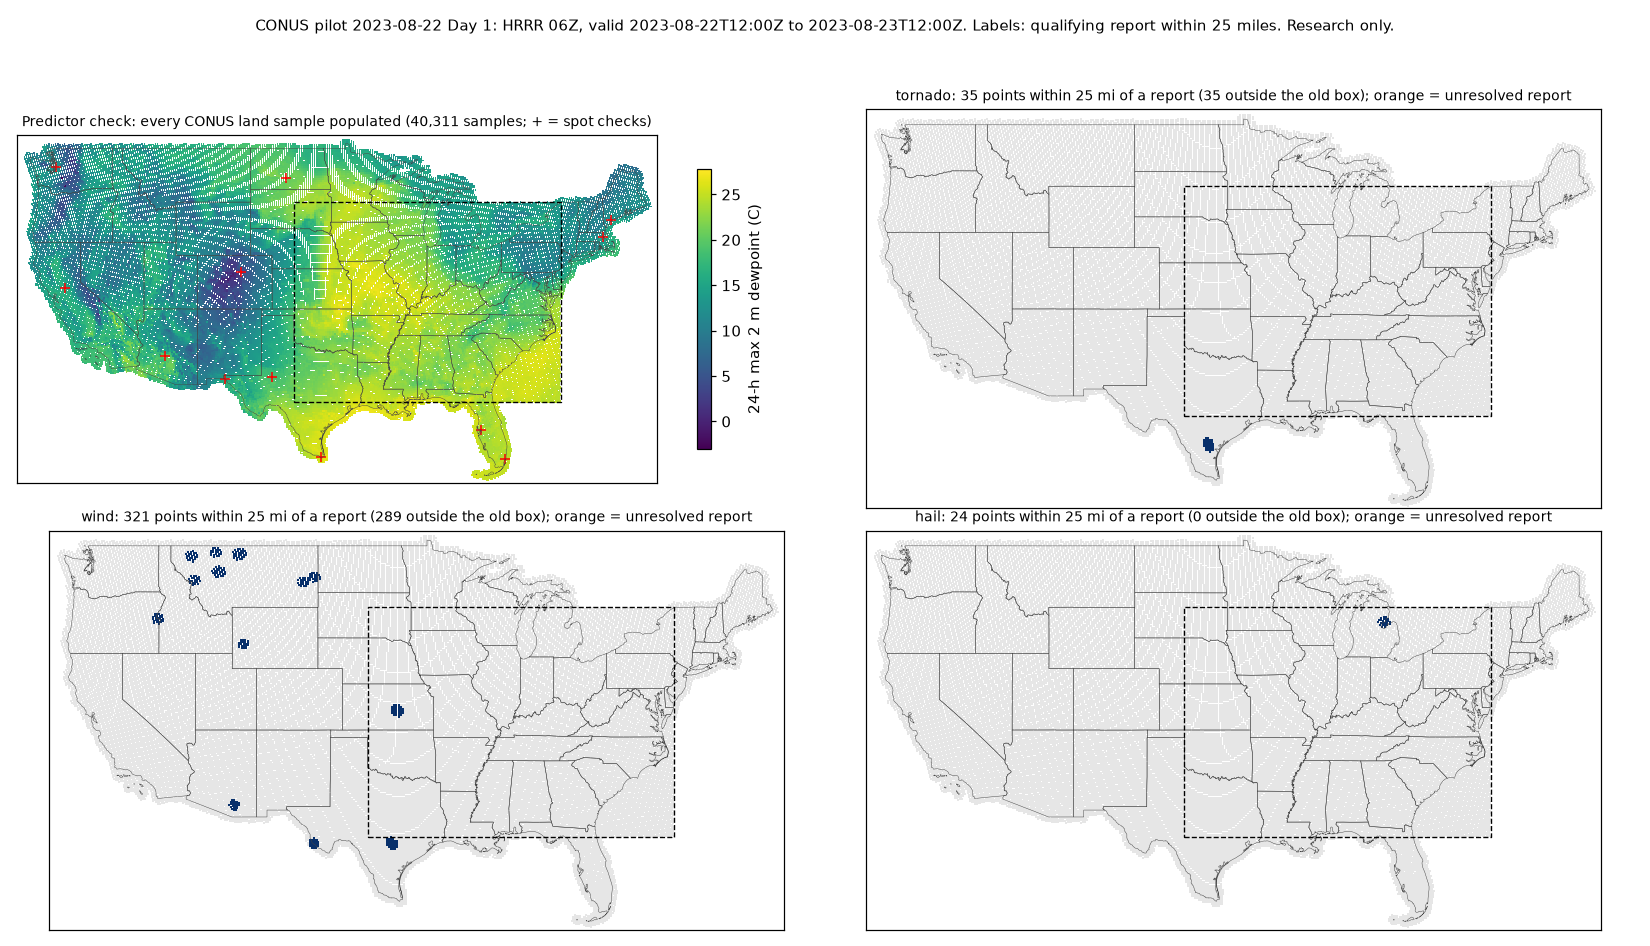 CONUS pilot 2023-08-22 Day 1: HRRR 06Z, valid 2023-08-22T12:00Z to 2023-08-23T12:00Z. Labels: qualifying report within 25 miles. Research only.
Predictor check: every CONUS land sample populated (40,311 samples; + = spot checks)
25
20
15
10
5
0
24-h max 2 m dewpoint (C)
tornado: 35 points within 25 mi of a report (35 outside the old box); orange = unresolved report
wind: 321 points within 25 mi of a report (289 outside the old box); orange = unresolved report
hail: 24 points within 25 mi of a report (0 outside the old box); orange = unresolved report